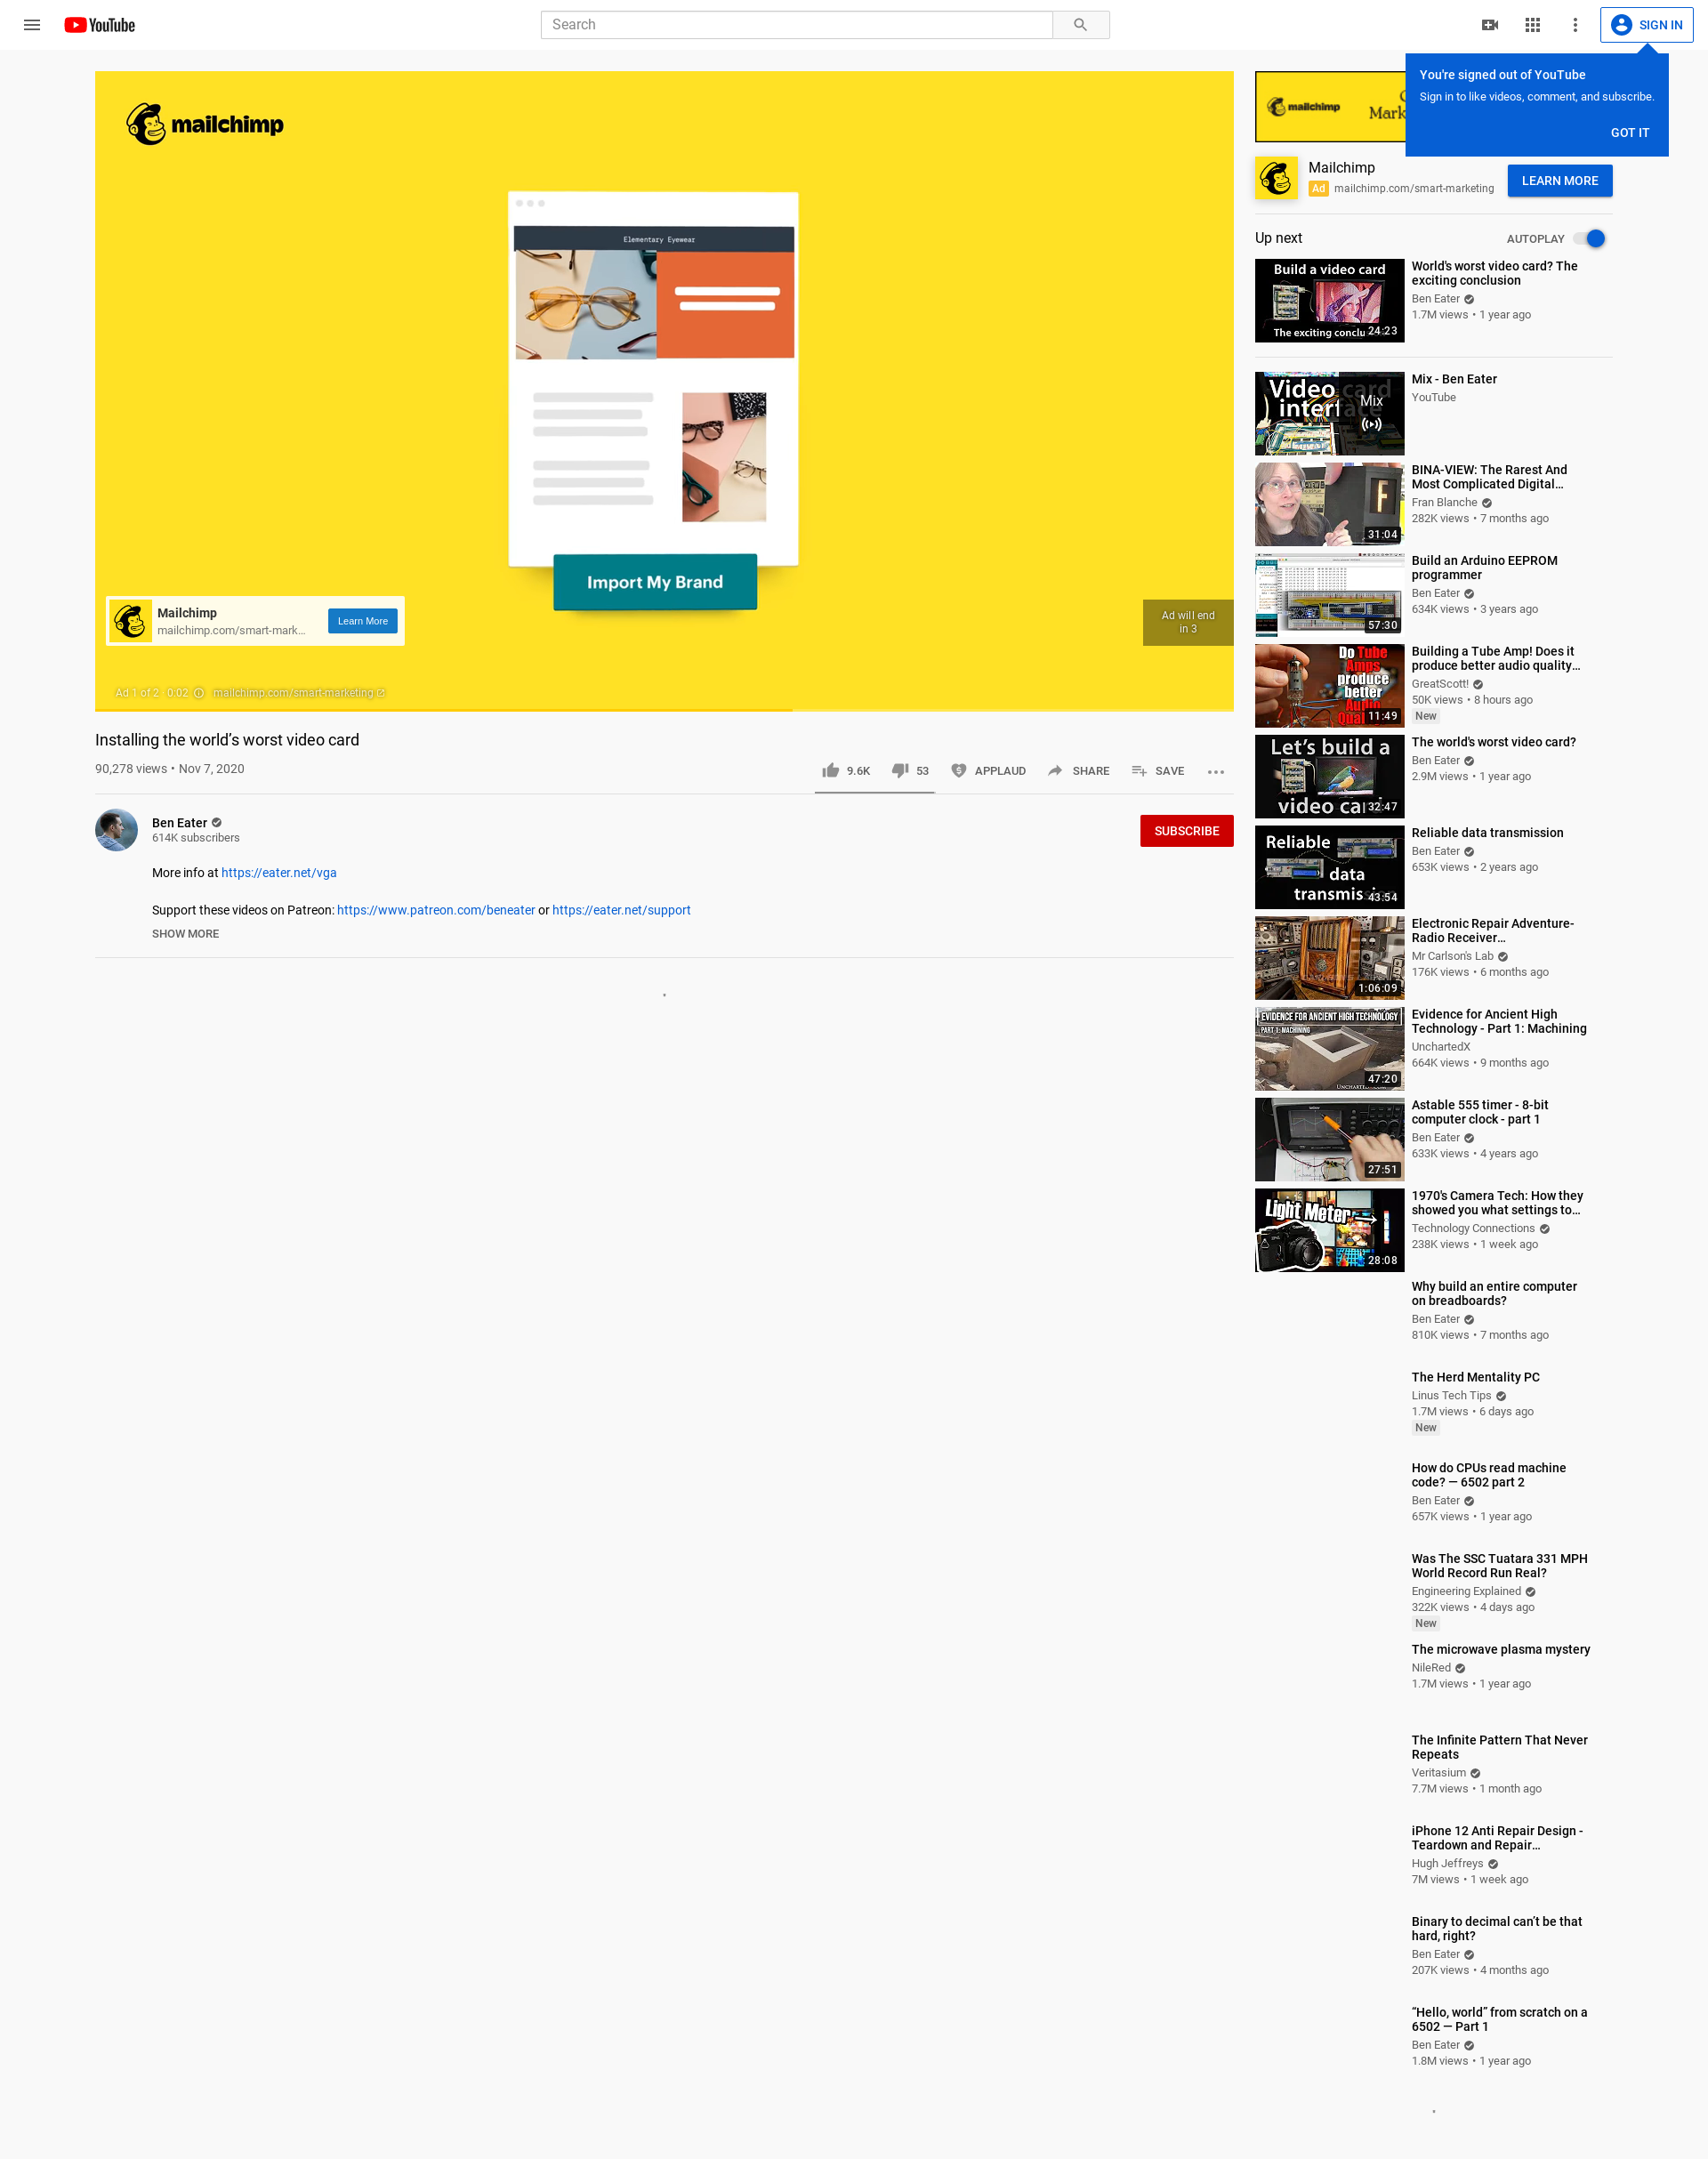 YouTube
Search
SIGN IN
You're signed out of YouTube
Sign in to like videos, comment, and subscribe.
GOT IT
mailchimp
Elementary Eyewear
Import My Brand
Mailchimp
mailchimp.com/smart-mark...
Learn More
Ad will end
in 3
Ad 1 of 2 · 0:02
mailchimp.com/smart-marketing
Installing the world’s worst video card
90,278 views • Nov 7, 2020
9.6K
53
APPLAUD
SHARE
SAVE
Ben Eater
614K subscribers
SUBSCRIBE
More info at https://eater.net/vga
Support these videos on Patreon: https://www.patreon.com/beneater or https://eater.net/support
SHOW MORE
mailchimp
Mailchimp
Ad mailchimp.com/smart-marketing
LEARN MORE
Up next
AUTOPLAY
Build a video card
The exciting conclu
24:23
World's worst video card? The
exciting conclusion
Ben Eater
1.7M views • 1 year ago
Video card
interface
Mix
Mix - Ben Eater
YouTube
F
31:04
BINA-VIEW: The Rarest And
Most Complicated Digital...
Fran Blanche
282K views • 7 months ago
57:30
Build an Arduino EEPROM
programmer
Ben Eater
634K views • 3 years ago
Do Tube
Amps
produce
better
Audio
Qual
11:49
Building a Tube Amp! Does it
produce better audio quality...
GreatScott!
50K views • 8 hours ago
New
Let's build a
video car
32:47
The world's worst video card?
Ben Eater
2.9M views • 1 year ago
Reliable
data
transmission
43:54
Reliable data transmission
Ben Eater
653K views • 2 years ago
1:06:09
Electronic Repair Adventure-
Radio Receiver...
Mr Carlson's Lab
176K views • 6 months ago
EVIDENCE FOR ANCIENT HIGH TECHNOLOGY
PART 1: MACHINING
47:20
Evidence for Ancient High
Technology - Part 1: Machining
UnchartedX
664K views • 9 months ago
27:51
Astable 555 timer - 8-bit
computer clock - part 1
Ben Eater
633K views • 4 years ago
Light Meter
28:08
1970's Camera Tech: How they
showed you what settings to...
Technology Connections
238K views • 1 week ago
Why build an entire computer
on breadboards?
Ben Eater
810K views • 7 months ago
The Herd Mentality PC
Linus Tech Tips
1.7M views • 6 days ago
New
How do CPUs read machine
code? — 6502 part 2
Ben Eater
657K views • 1 year ago
Was The SSC Tuatara 331 MPH
World Record Run Real?
Engineering Explained
322K views • 4 days ago
New
The microwave plasma mystery
NileRed
1.7M views • 1 year ago
The Infinite Pattern That Never
Repeats
Veritasium
7.7M views • 1 month ago
iPhone 12 Anti Repair Design -
Teardown and Repair...
Hugh Jeffreys
7M views • 1 week ago
Binary to decimal can’t be that
hard, right?
Ben Eater
207K views • 4 months ago
“Hello, world” from scratch on a
6502 — Part 1
Ben Eater
1.8M views • 1 year ago